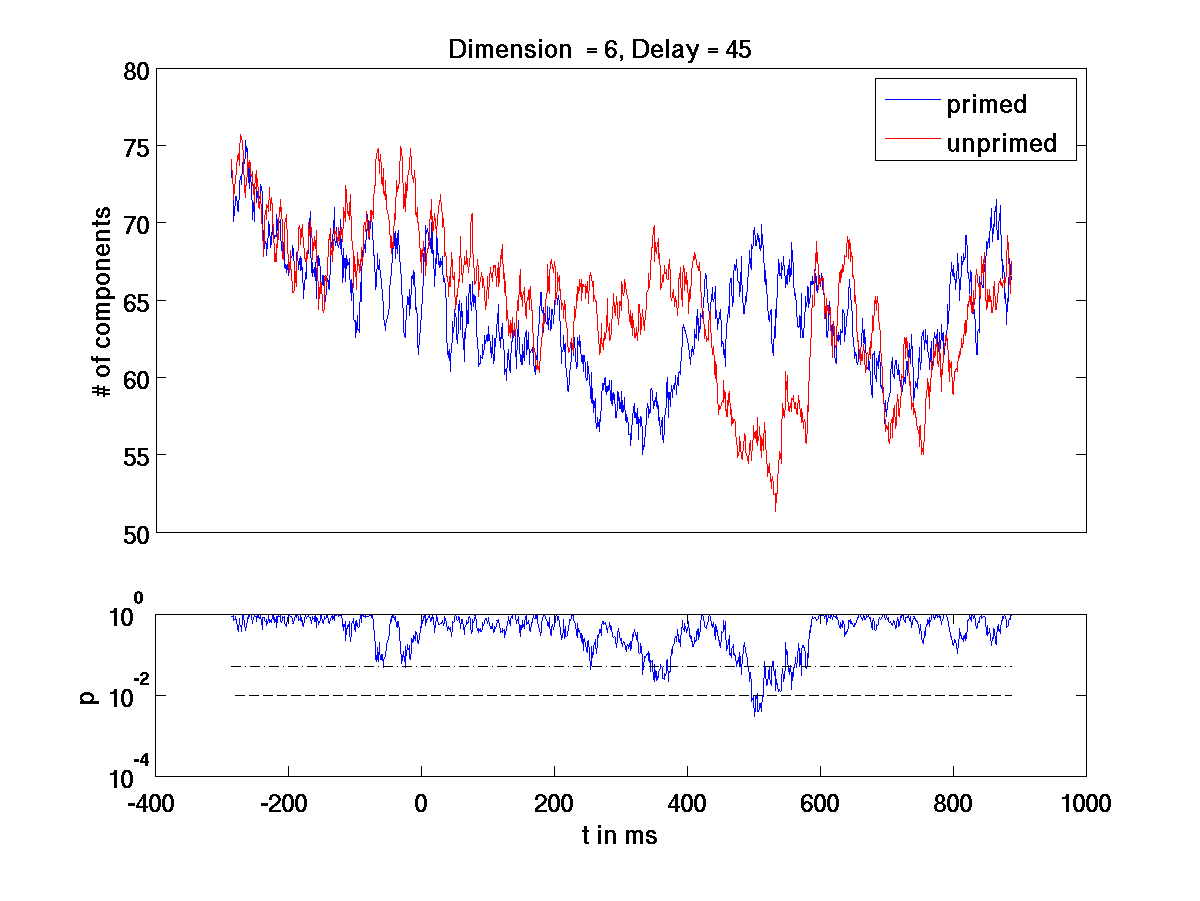 Dimension = 6, Delay = 45
80
75
70
65
60
55
50
# of components
primed
unprimed
10^0
10^-2
10^-4
p
-400 -200 0 200 400 600 800 1000
t in ms